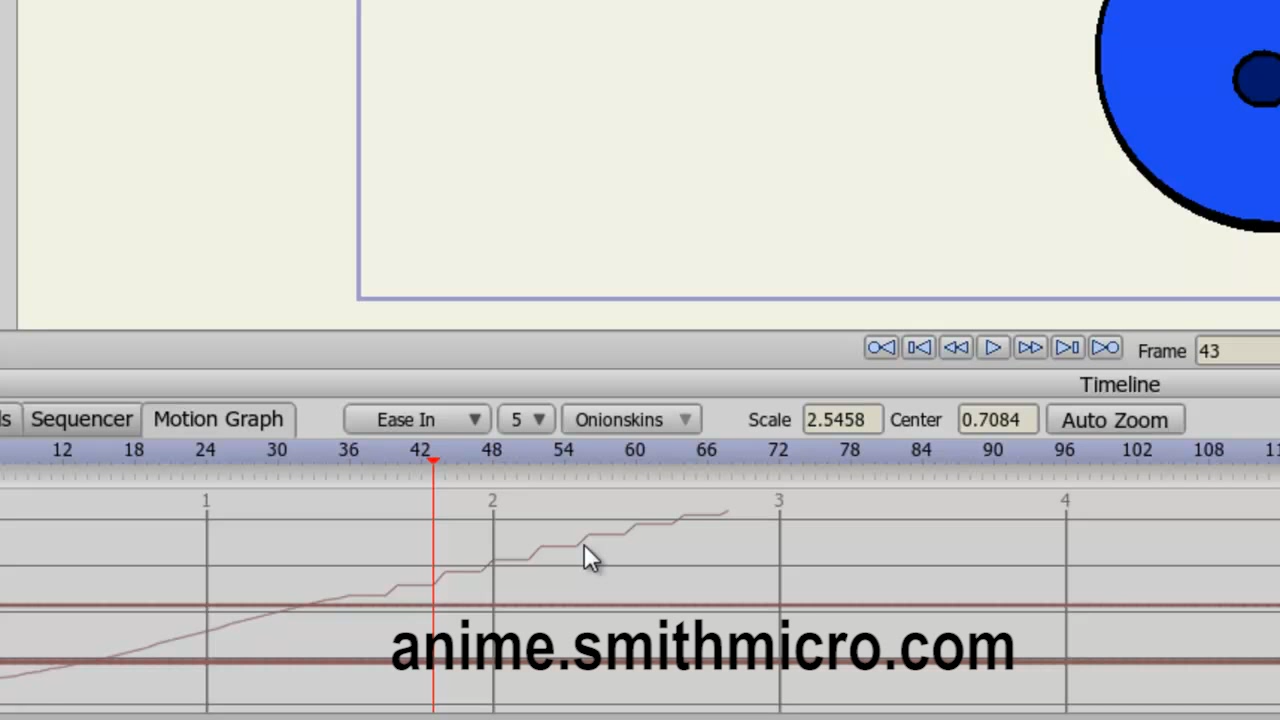 Frame 43
Timeline
ls Sequencer Motion Graph Ease In 5 Onionskins Scale 2.5458 Center 0.7084 Auto Zoom
12 18 24 30 36 42 48 54 60 66 72 78 84 90 96 102 108
1 2 3 4
anime.smithmicro.com